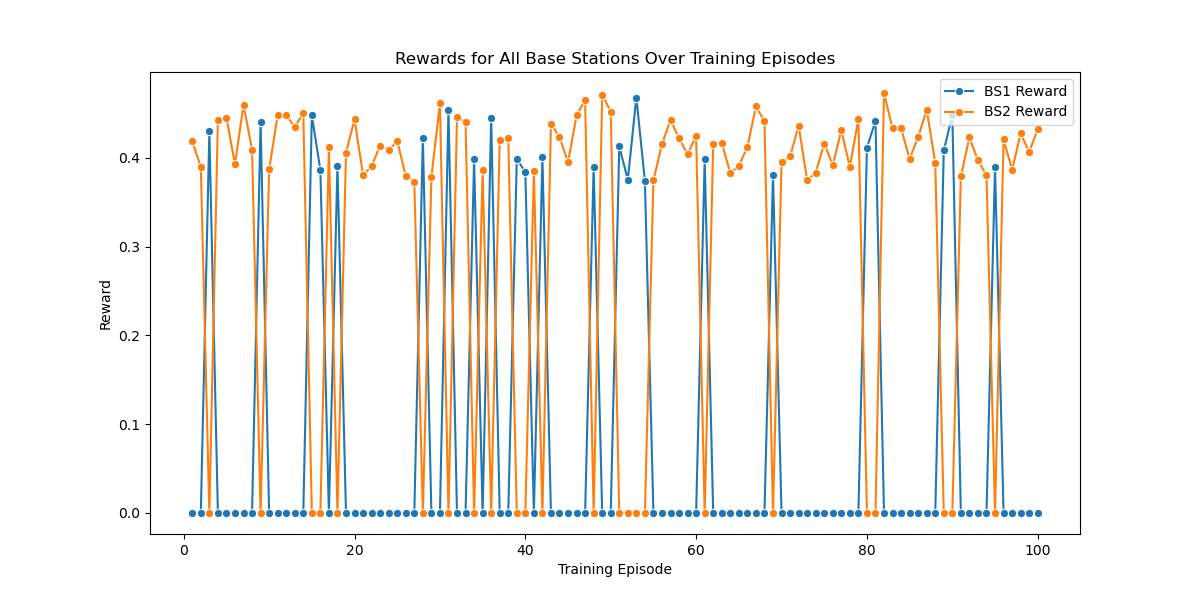 Rewards for All Base Stations Over Training Episodes
BS1 Reward
BS2 Reward
0.4
0.3
0.2
0.1
0.0
Reward
0
20
40
60
80
100
Training Episode